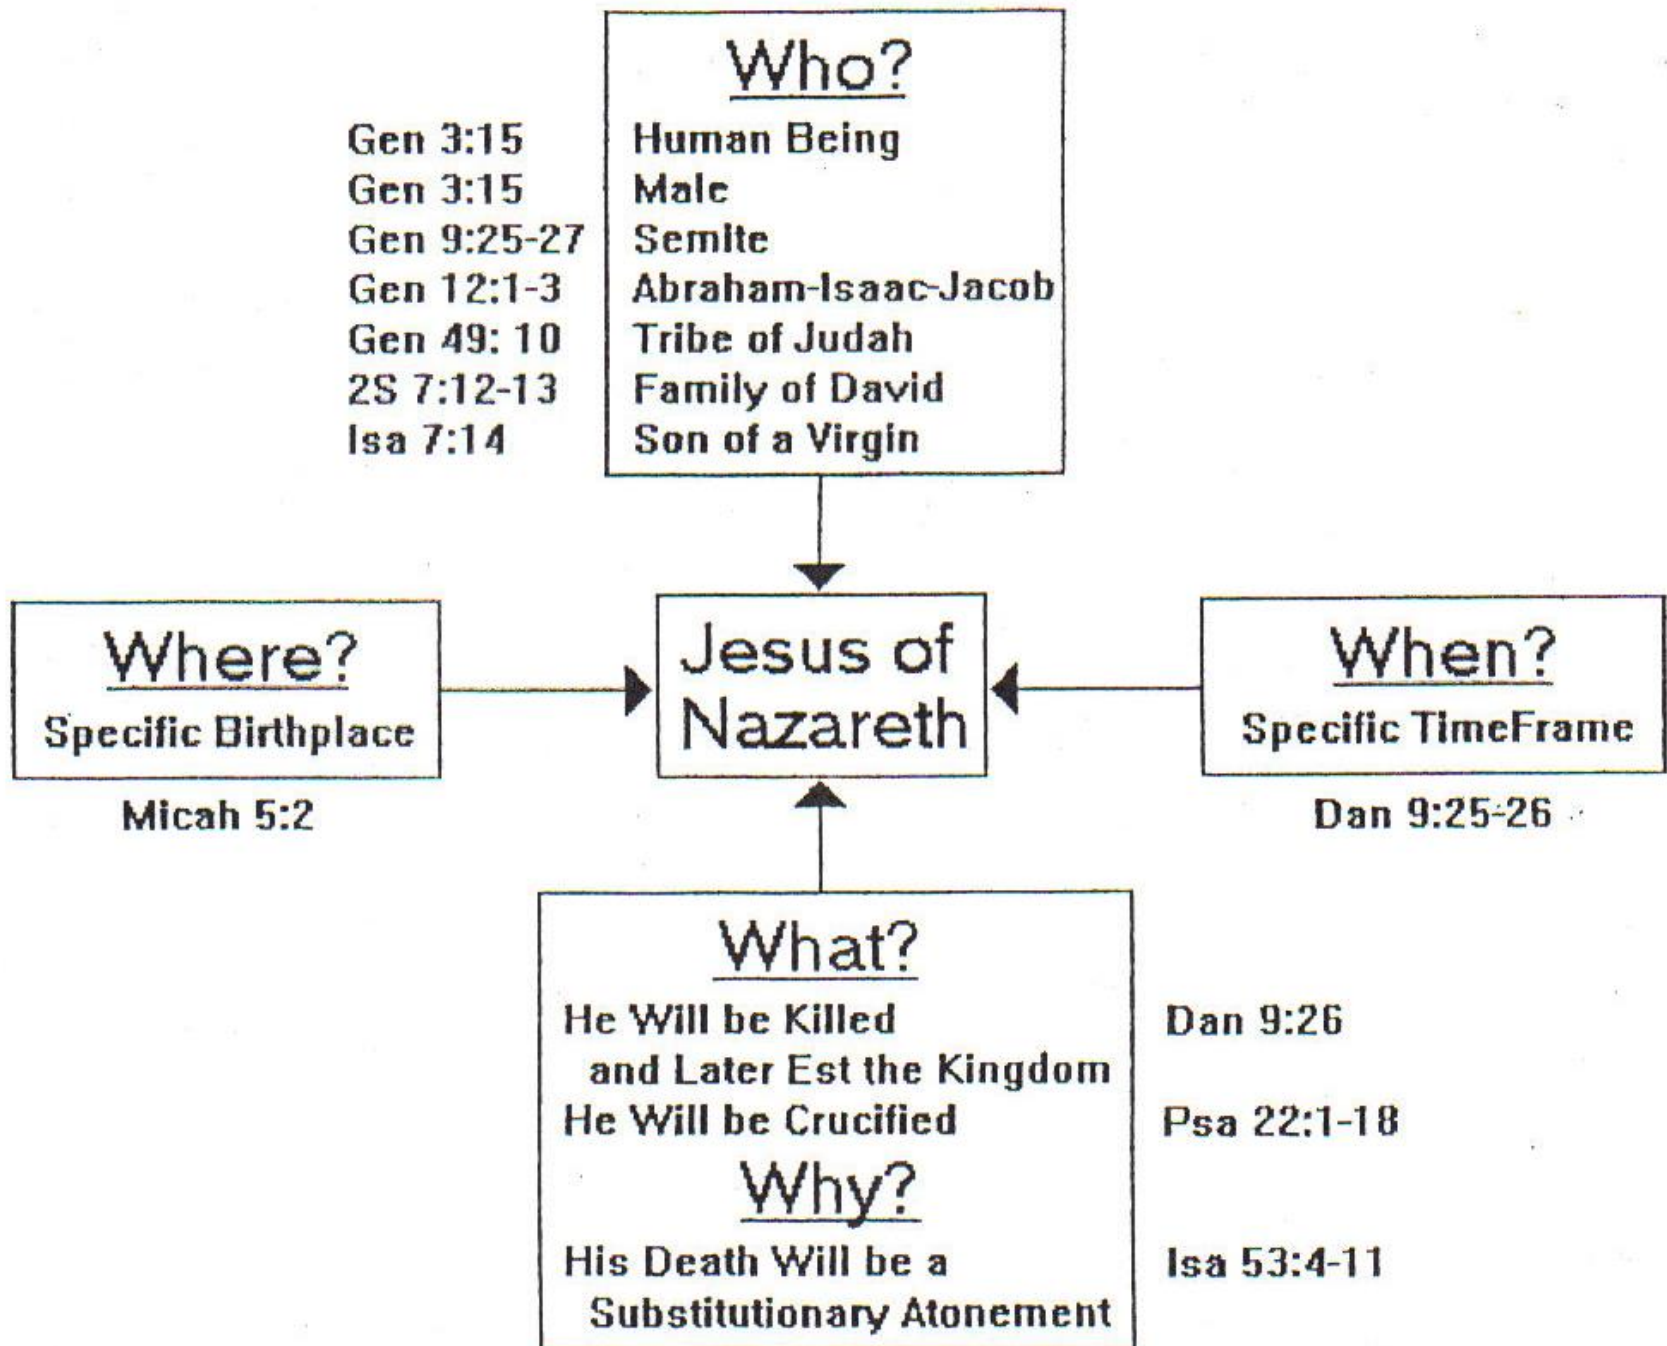 Who?
Gen 3:15 Human Being
Gen 3:15 Male
Gen 9:25-27 Semite
Gen 12:1-3 Abraham-Isaac-Jacob
Gen 49: 10 Tribe of Judah
2S 7:12-13 Family of David
Isa 7:14 Son of a Virgin
Where?
Specific Birthplace
Micah 5:2
Jesus of
Nazareth
When?
Specific TimeFrame
Dan 9:25-26
What?
He Will be Killed Dan 9:26
and Later Est the Kingdom
He Will be Crucified Psa 22:1-18
Why?
His Death Will be a Isa 53:4-11
Substitutionary Atonement